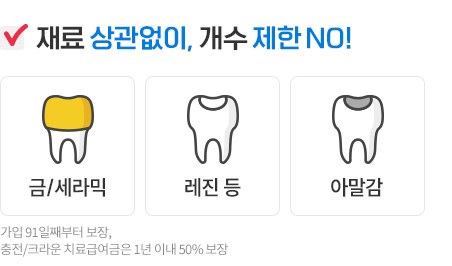 재료 상관없이, 개수 제한 NO!
금/세라믹
레진 등
아말감
가입 91일째부터 보장,
충전/크라운 치료급여금은 1년 이내 50% 보장